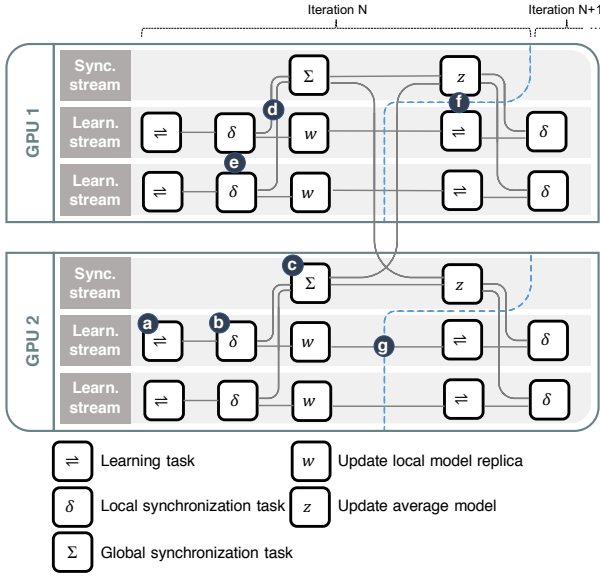 Iteration N
Iteration N+1
GPU 1
Sync. stream
Σ
z
d
f
Learn. stream
⇌
δ
w
⇌
δ
e
Learn. stream
⇌
δ
w
⇌
δ
GPU 2
Sync. stream
c
Σ
z
a
b
Learn. stream
⇌
δ
w
g
⇌
δ
Learn. stream
⇌
δ
w
⇌
δ
⇌ Learning task
w Update local model replica
δ Local synchronization task
z Update average model
Σ Global synchronization task